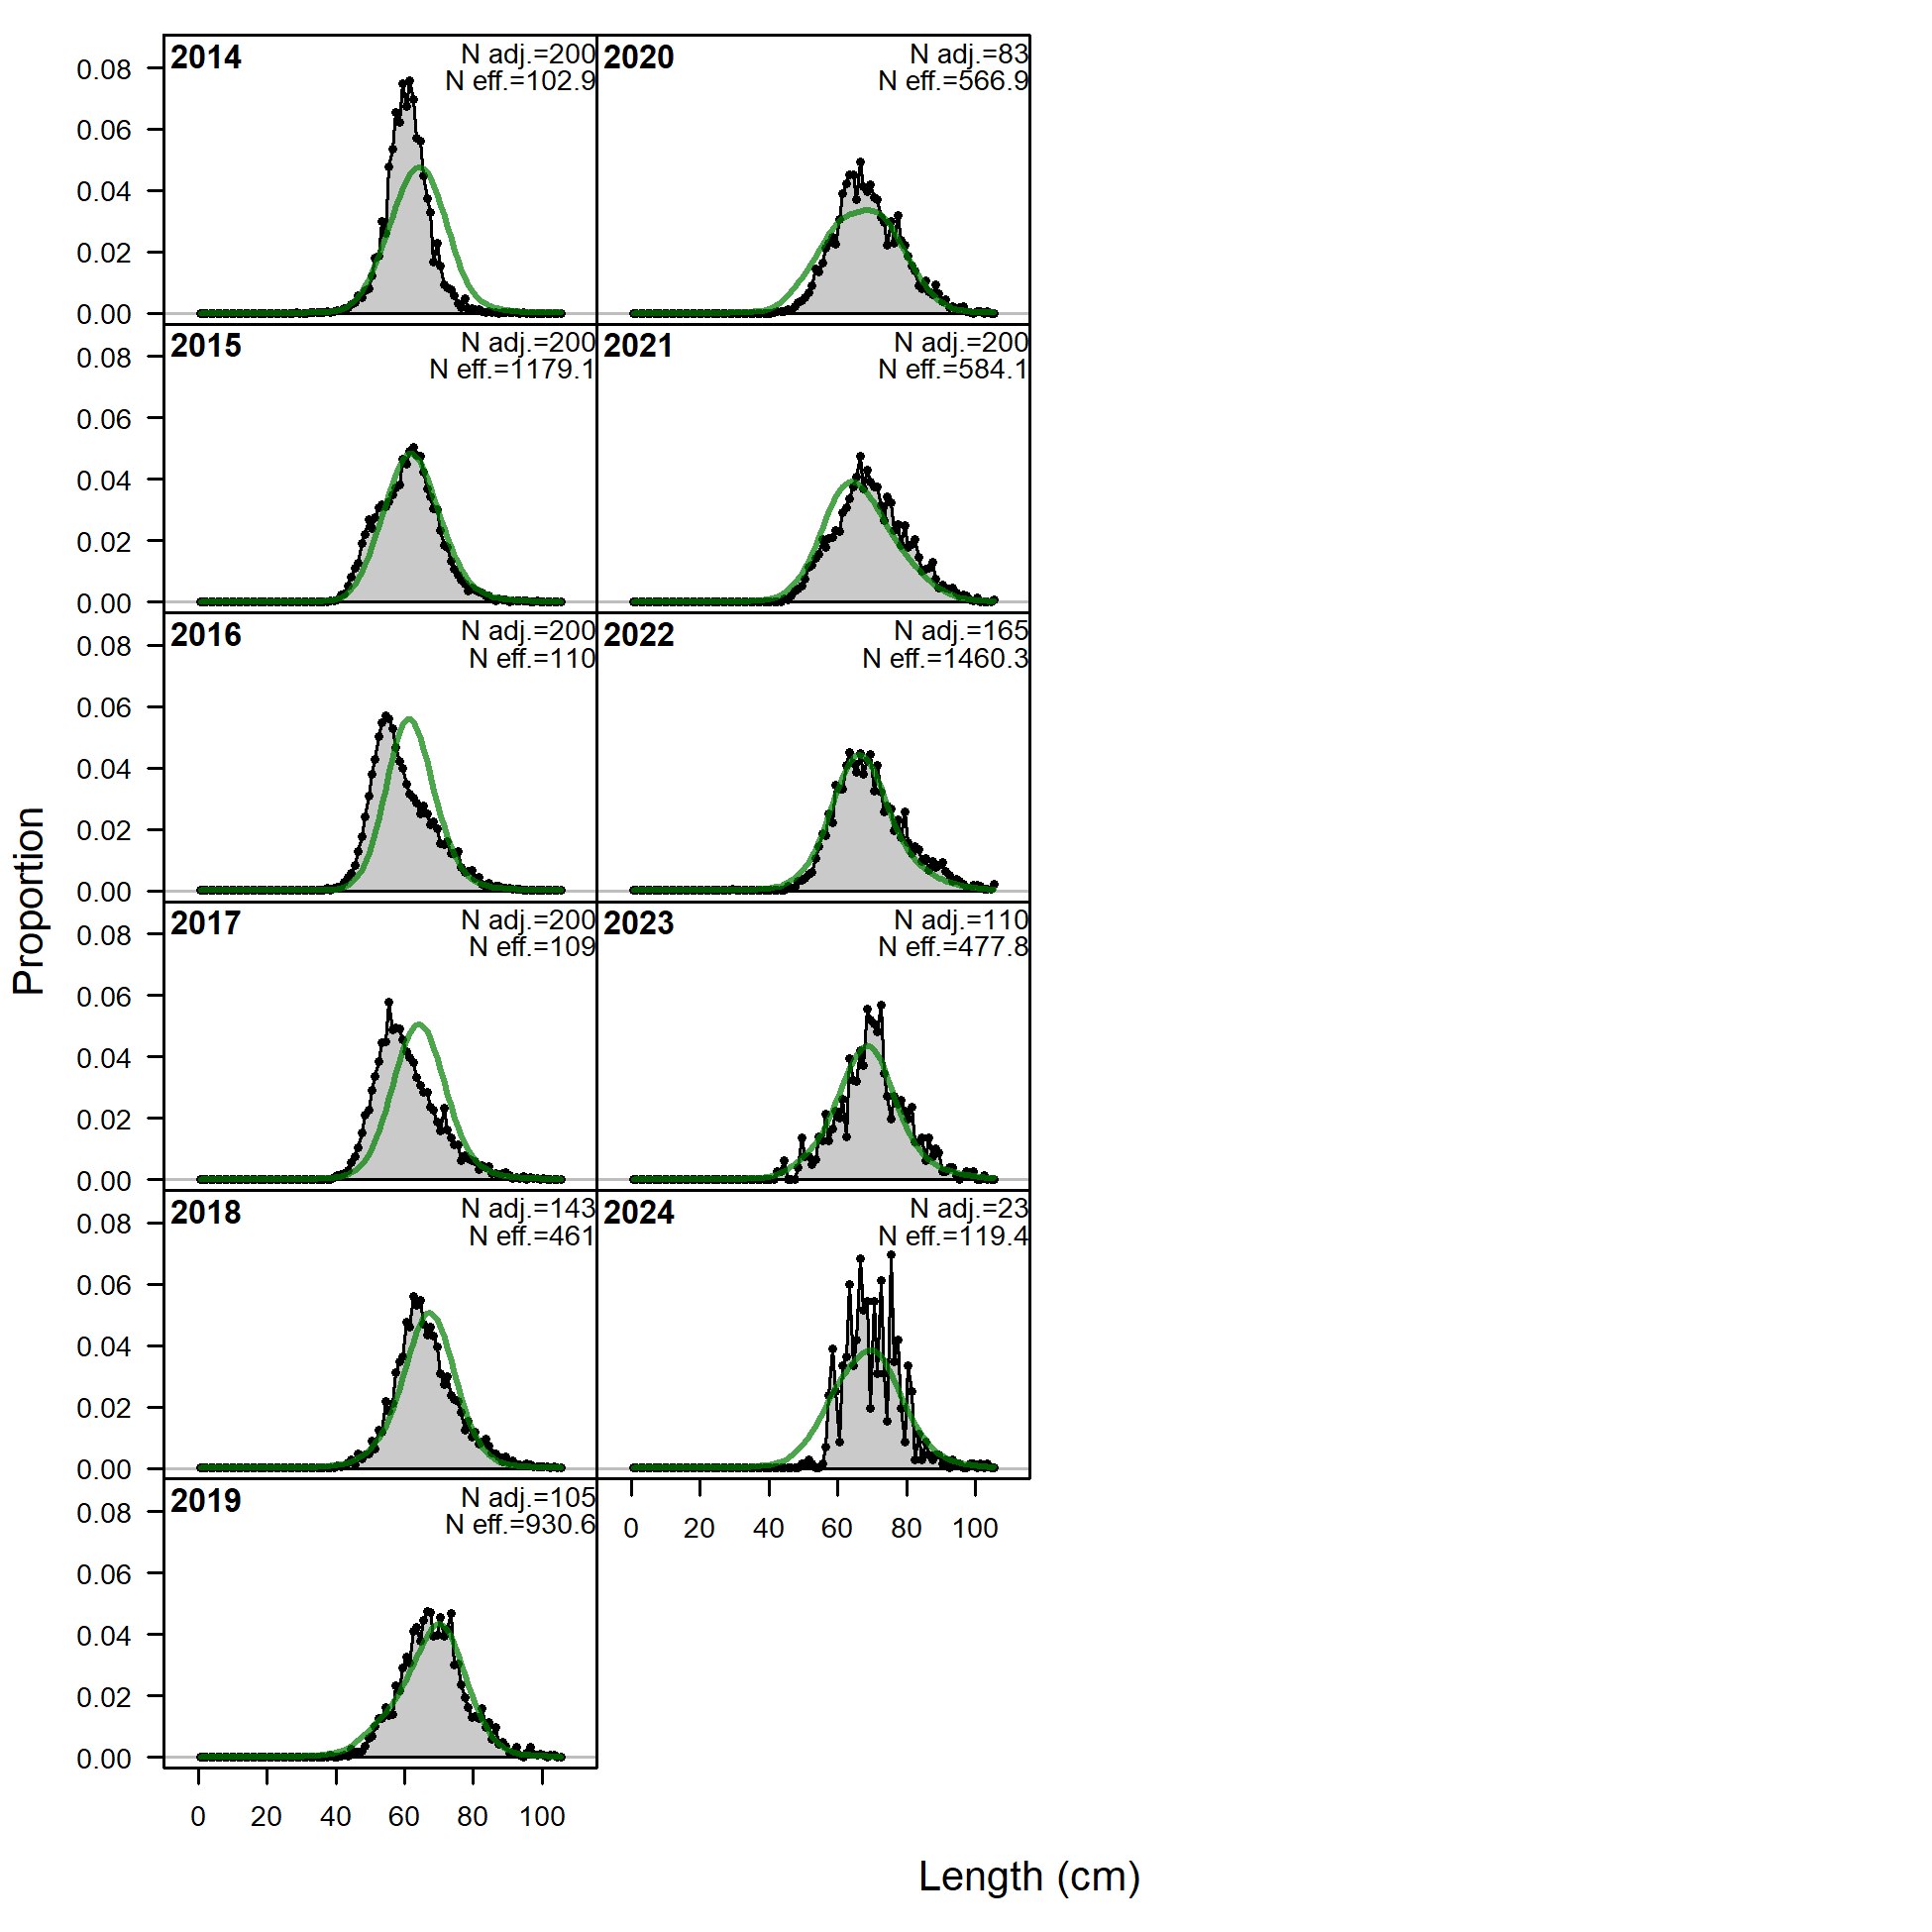 2014
N adj.=200
N eff.=102.9
0.08
0.06
0.04
0.02
0.00
2015
N adj.=200
N eff.=1179.1
0.08
0.06
0.04
0.02
0.00
2016
N adj.=200
N eff.=110
0.08
0.06
0.04
0.02
0.00
2017
N adj.=200
N eff.=109
0.08
0.06
0.04
0.02
0.00
2018
N adj.=143
N eff.=461
0.08
0.06
0.04
0.02
0.00
2019
N adj.=105
N eff.=930.6
0.08
0.06
0.04
0.02
0.00
0 20 40 60 80 100
2020
N adj.=83
N eff.=566.9
2021
N adj.=200
N eff.=584.1
2022
N adj.=165
N eff.=1460.3
2023
N adj.=110
N eff.=477.8
2024
N adj.=23
N eff.=119.4
0 20 40 60 80 100
Proportion
Length (cm)